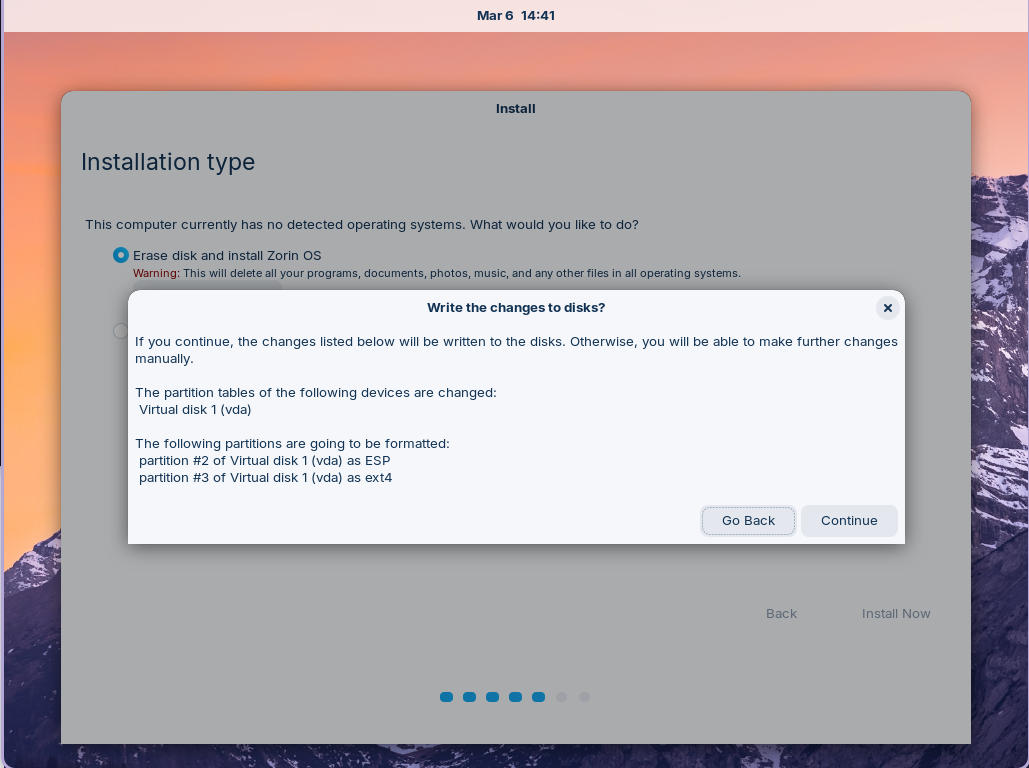 Mar 6 14:41
Install
Installation type
This computer currently has no detected operating systems. What would you like to do?
Erase disk and install Zorin OS
Warning: This will delete all your programs, documents, photos, music, and any other files in all operating systems.
Write the changes to disks?
If you continue, the changes listed below will be written to the disks. Otherwise, you will be able to make further changes
manually.
The partition tables of the following devices are changed:
Virtual disk 1 (vda)
The following partitions are going to be formatted:
partition #2 of Virtual disk 1 (vda) as ESP
partition #3 of Virtual disk 1 (vda) as ext4
Go Back
Continue
Back
Install Now